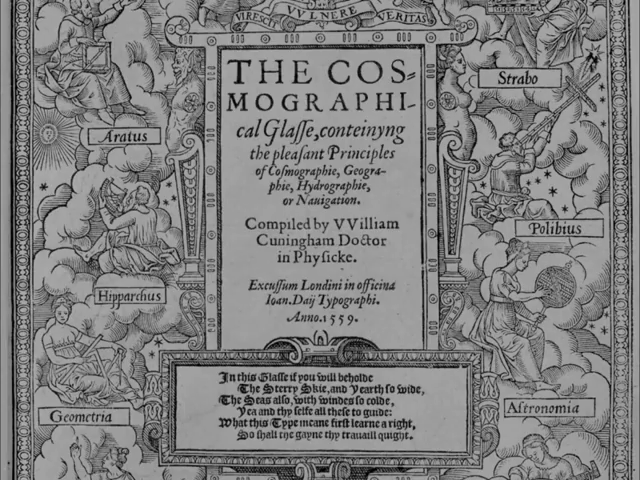 VIRESCIT VVLNERE VERITAS
THE COS=
MOGRAPHI-
cal Glaſſe, conteinyng
the pleaſant Principles
of Coſmographie, Geogra-
phie, Hydrographie,
or Nauigation.
Compiled by VVilliam
Cuningham Doctor
in Phyſicke.
Excuſſum Londini in officina
Ioan. Daij Typographi.
Anno. 1559.
In this Glaſſe if you will beholde
The Sterry Skie, and Yearth ſo wide,
The Seas alſo, with windes ſo colde,
Yea and thy ſelfe all theſe to guide:
What this Type meane firſt learne a right,
So ſhall the gayne thy trauaill quight.
Aratus
Hipparchus
Geometria
Strabo
Polibius
Aſtronomia